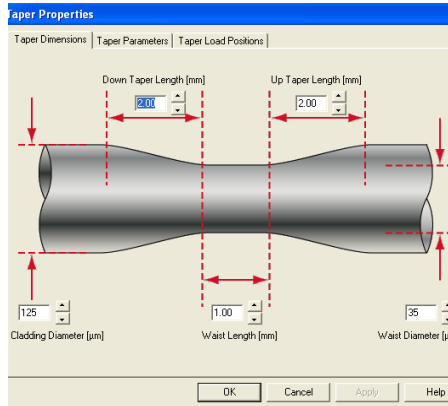 Taper Properties
Taper Dimensions Taper Parameters Taper Load Positions
Down Taper Length [mm] Up Taper Length [mm]
2.00 2.00
125 1.00 35
Cladding Diameter [µm] Waist Length [mm] Waist Diameter [µ
OK Cancel Apply Help